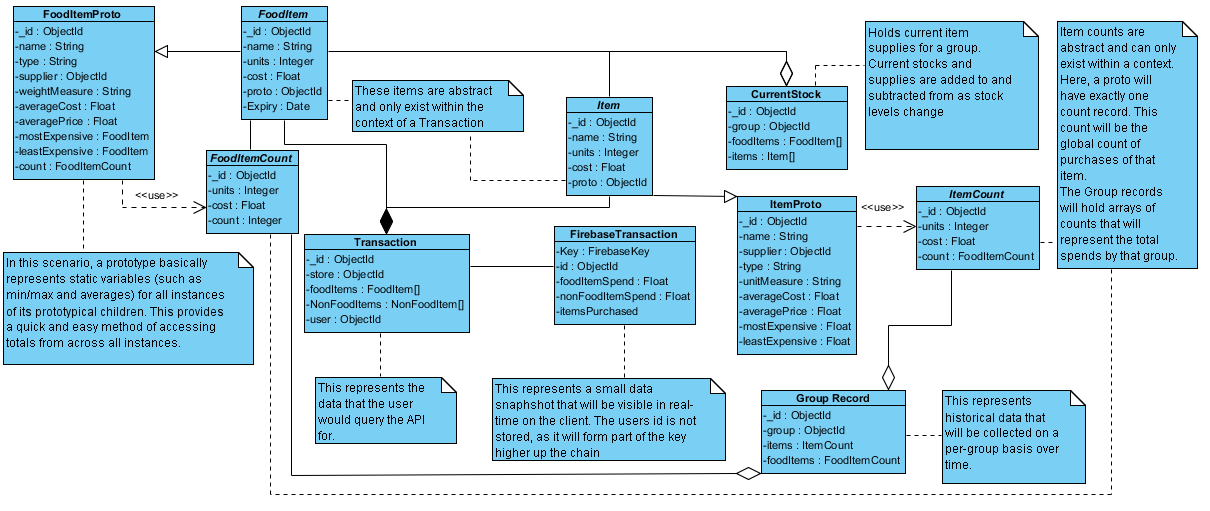 FoodItemProto
-_id : ObjectId
-name : String
-type : String
-supplier : ObjectId
-weightMeasure : String
-averageCost : Float
-averagePrice : Float
-mostExpensive : FoodItem
-leastExpensive : FoodItem
-count : FoodItemCount
FoodItem
-_id : ObjectId
-name : String
-units : Integer
-cost : Float
-proto : ObjectId
-Expiry : Date
These items are abstract
and only exist within the
context of a Transaction
Item
-_id : ObjectId
-name : String
-units : Integer
-cost : Float
-proto : ObjectId
CurrentStock
-_id : ObjectId
-group : ObjectId
-foodItems : FoodItem[]
-items : Item[]
Holds current item
supplies for a group.
Current stocks and
supplies are added to and
subtracted from as stock
levels change
Item counts are
abstract and can only
exist within a context.
Here, a proto will
have exactly one
count record. This
count will be the
global count of
purchases of that
item.
The Group records
will hold arrays of
counts that will
represent the total
spends by that group.
<<use>>
FoodItemCount
-_id : ObjectId
-units : Integer
-cost : Float
-count : Integer
ItemProto
-_id : ObjectId
-name : String
-supplier : ObjectId
-type : String
-unitMeasure : String
-averageCost : Float
-averagePrice : Float
-mostExpensive : Float
-leastExpensive : Float
<<use>>
ItemCount
-_id : ObjectId
-units : Integer
-cost : Float
-count : FoodItemCount
In this scenario, a prototype basically
represents static variables (such as
min/max and averages) for all instances
of its prototypical children. This provides
a quick and easy method of accessing
totals from across all instances.
Transaction
-_id : ObjectId
-store : ObjectId
-foodItems : FoodItem[]
-NonFoodItems : NonFoodItem[]
-user : ObjectId
FirebaseTransaction
-Key : FirebaseKey
-id : ObjectId
-foodItemSpend : Float
-nonFoodItemSpend : Float
-itemsPurchased
This represents the
data that the user
would query the API
for.
This represents a small data
snaphshot that will be visible in real-
time on the client. The users id is not
stored, as it will form part of the key
higher up the chain
Group Record
-_id : ObjectId
-group : ObjectId
-items : ItemCount
-foodItems : FoodItemCount
This represents
historical data that
will be collected on a
per-group basis over
time.